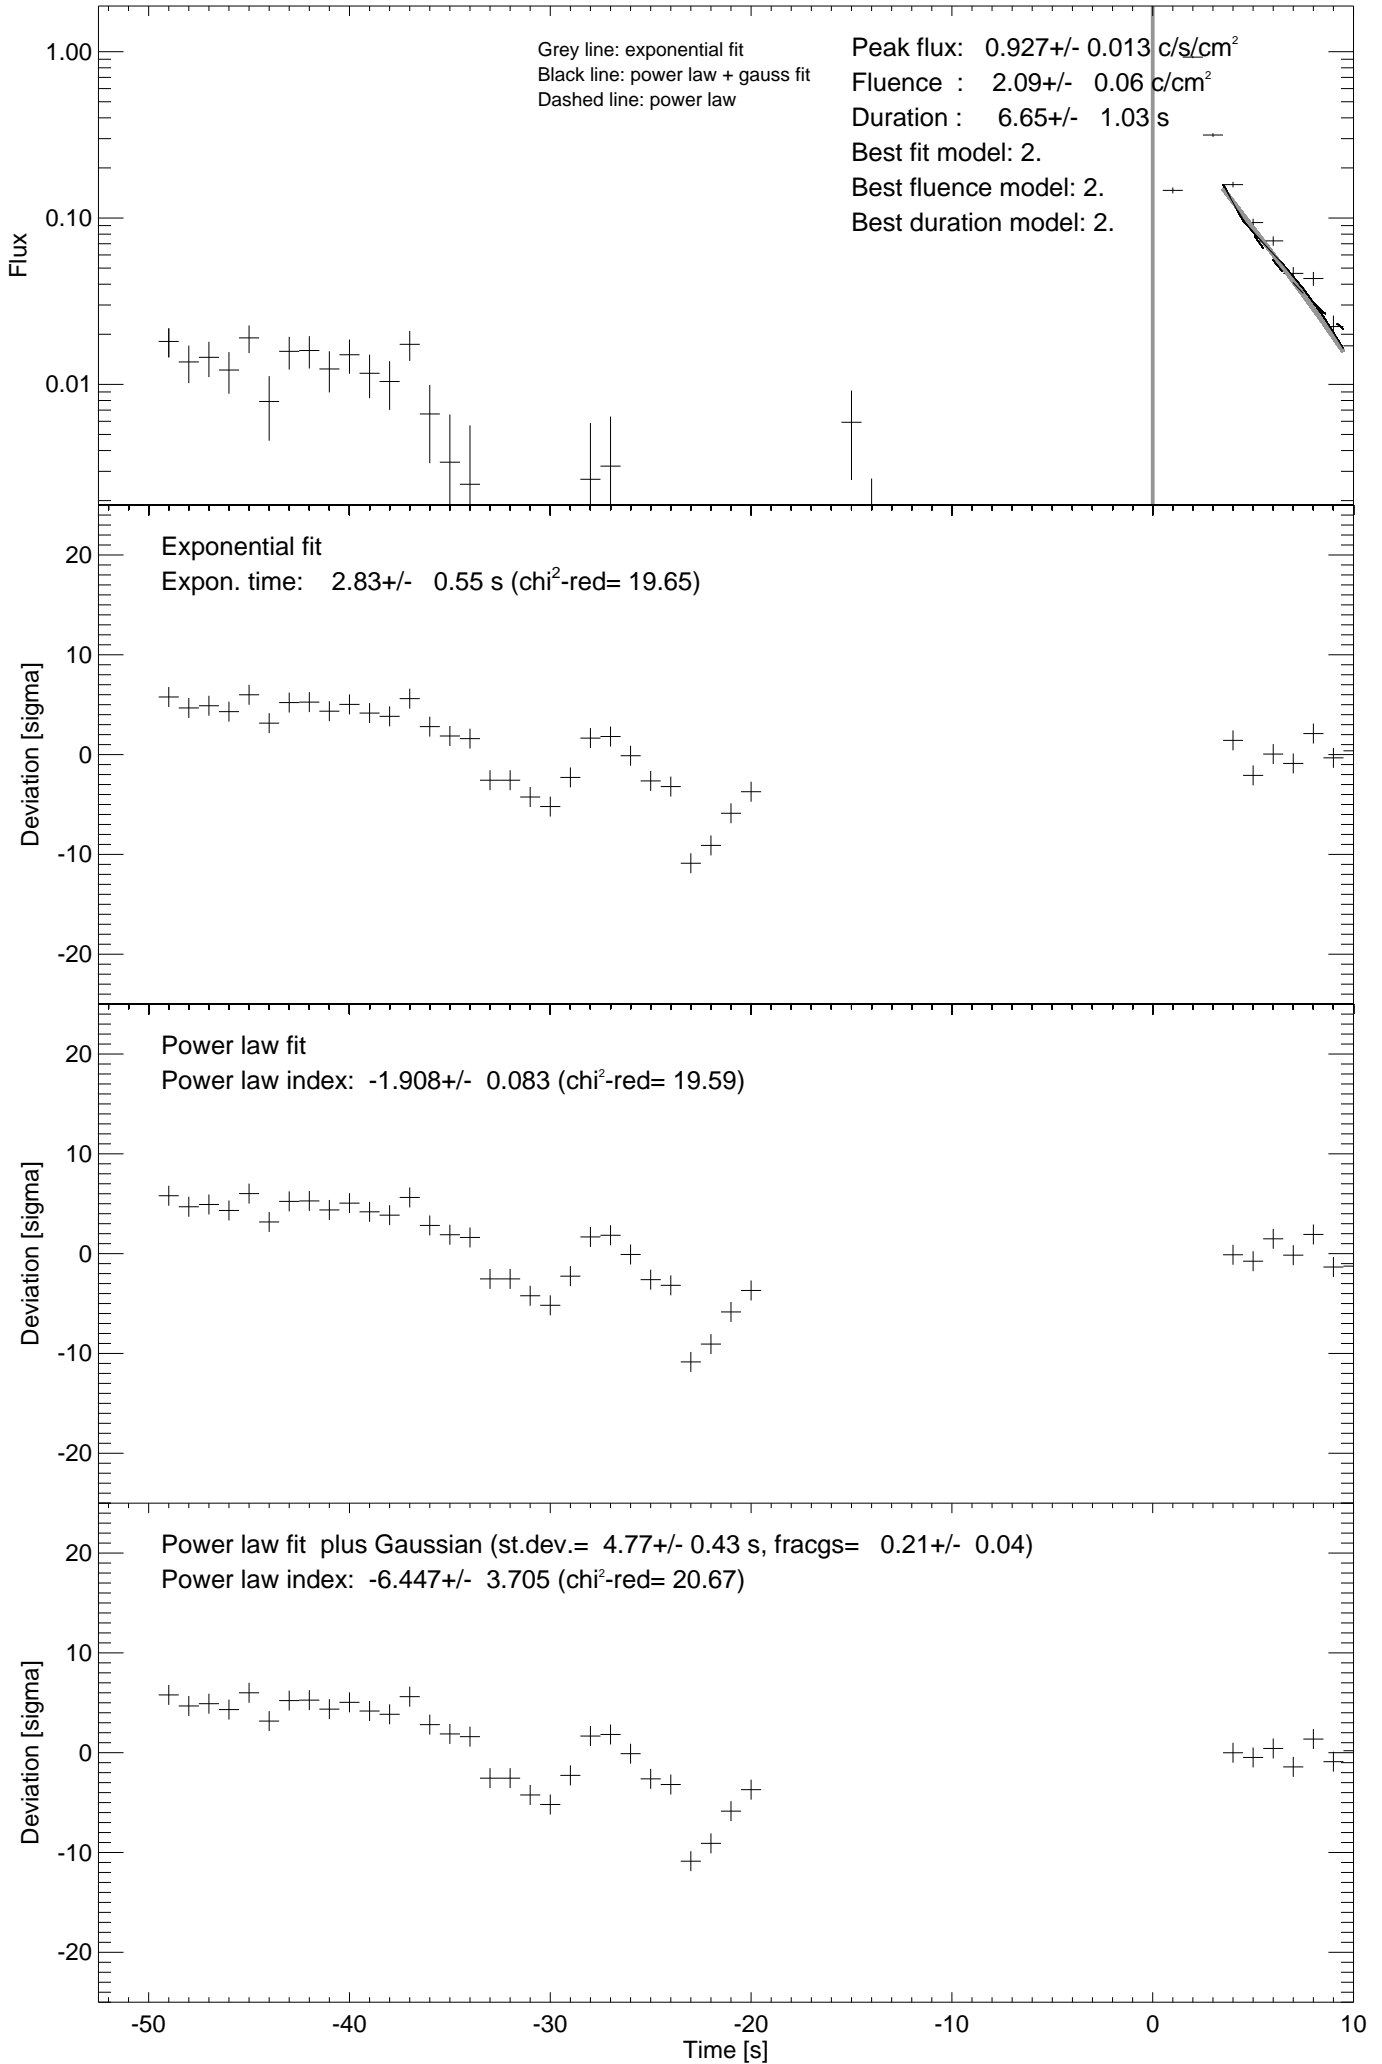 Grey line: exponential fit
Black line: power law + gauss fit
Dashed line: power law
Peak flux: 0.927+/- 0.013 c/s/cm²
Fluence : 2.09+/- 0.06 c/cm²
Duration : 6.65+/- 1.03 s
Best fit model: 2.
Best fluence model: 2.
Best duration model: 2.
1.00
0.10
0.01
Flux
Exponential fit
Expon. time: 2.83+/- 0.55 s (chi²-red= 19.65)
20
10
0
-10
-20
Deviation [sigma]
Power law fit
Power law index: -1.908+/- 0.083 (chi²-red= 19.59)
20
10
0
-10
-20
Deviation [sigma]
Power law fit plus Gaussian (st.dev.= 4.77+/- 0.43 s, fracgs= 0.21+/- 0.04)
Power law index: -6.447+/- 3.705 (chi²-red= 20.67)
20
10
0
-10
-20
Deviation [sigma]
-50 -40 -30 -20 -10 0 10
Time [s]